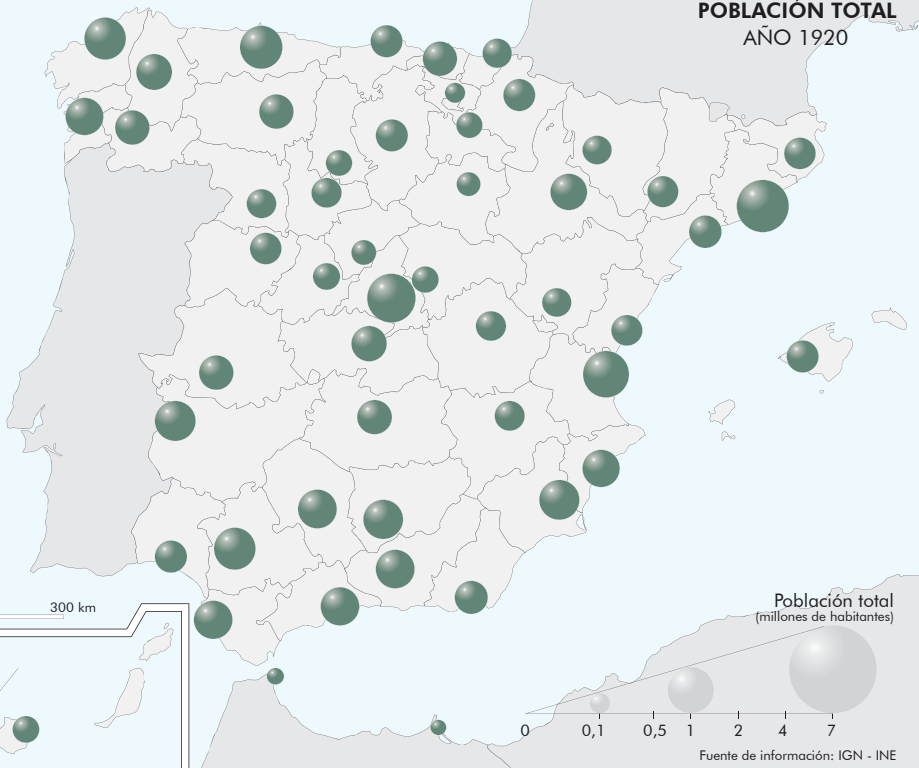 POBLACIÓN TOTAL
AÑO 1920
300 km
Población total
(millones de habitantes)
0 0,1 0,5 1 2 4 7
Fuente de información: IGN - INE